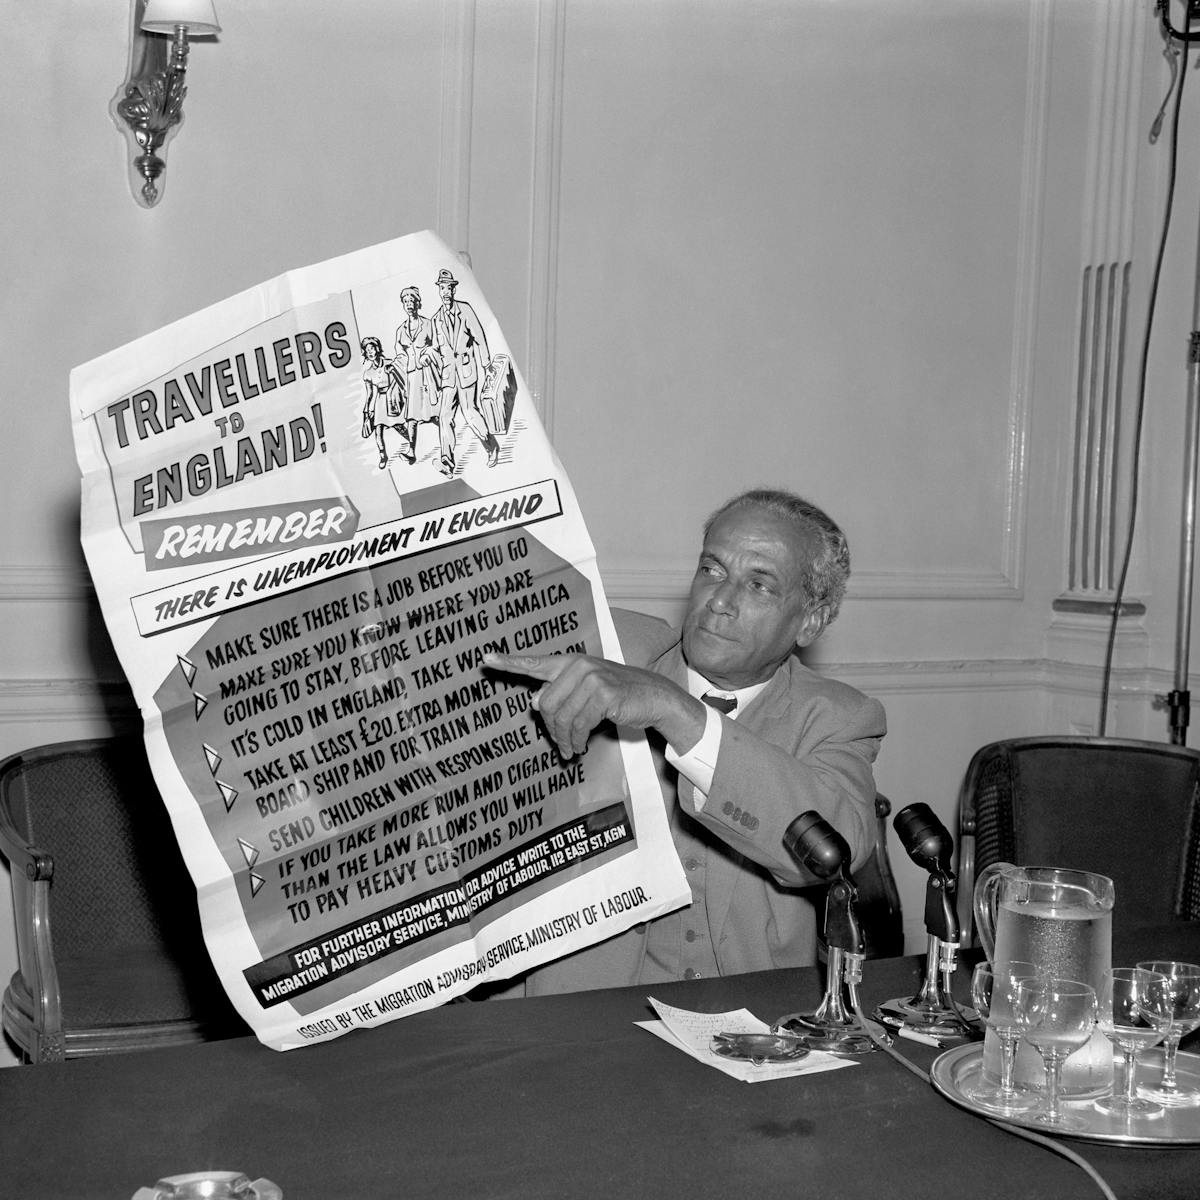 TRAVELLERS
TO
ENGLAND!
REMEMBER
THERE IS UNEMPLOYMENT IN ENGLAND
MAKE SURE THERE IS A JOB BEFORE YOU GO
MAKE SURE YOU KNOW WHERE YOU ARE
GOING TO STAY, BEFORE LEAVING JAMAICA
IT'S COLD IN ENGLAND, TAKE WARM CLOTHES
TAKE AT LEAST £20. EXTRA MONEY ON
BOARD SHIP AND FOR TRAIN AND
SEND CHILDREN WITH RESPONSIBLE
IF YOU TAKE MORE RUM AND
THAN THE LAW ALLOWS YOU WILL HAVE
TO PAY HEAVY CUSTOMS DUTY
FOR FURTHER INFORMATION OR ADVICE WRITE TO THE
MIGRATION ADVISORY SERVICE, MINISTRY OF LABOUR, 112 EAST ST, KGN
ISSUED BY THE MIGRATION ADVISORY SERVICE, MINISTRY OF LABOUR.